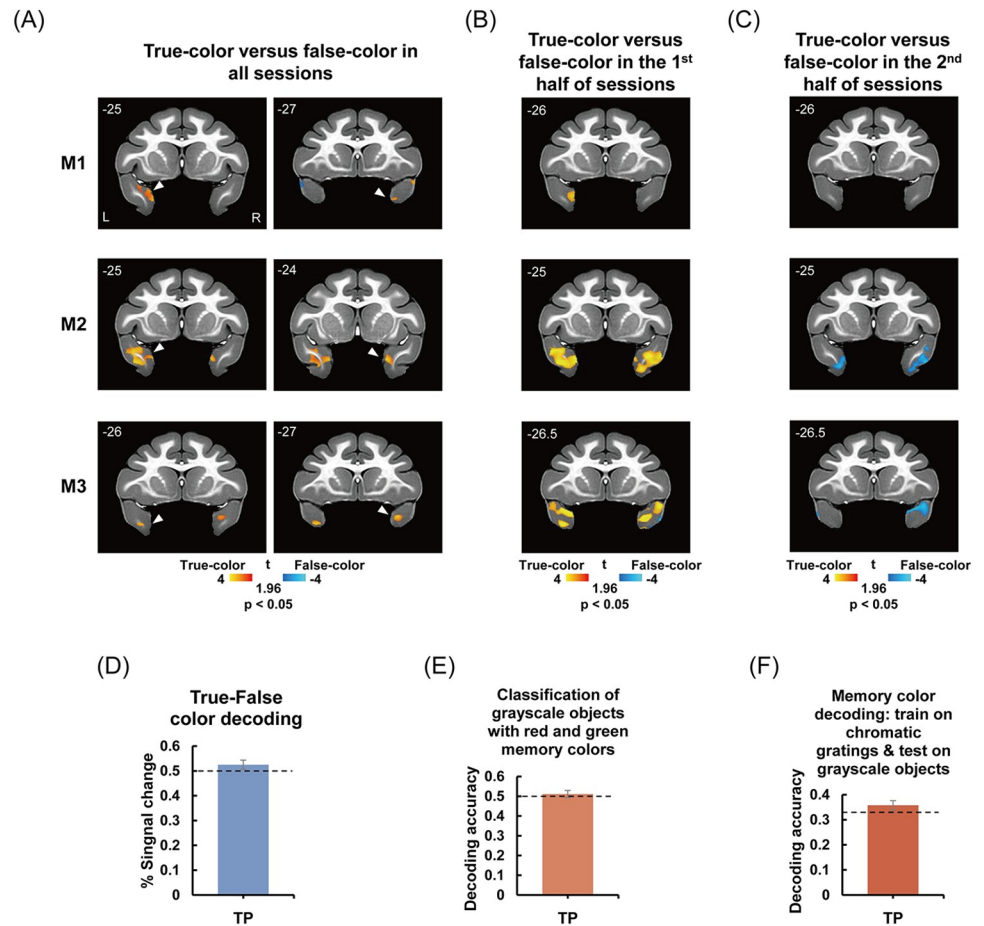 (A)
True-color versus false-color in
all sessions
(B)
True-color versus
false-color in the 1st
half of sessions
(C)
True-color versus
false-color in the 2nd
half of sessions
M1
-25
L
R
-27
-26
-26
M2
-25
-24
-25
-25
M3
-26
-27
-26.5
-26.5
True-color t False-color
4 -4
1.96
p < 0.05
True-color t False-color
4 -4
1.96
p < 0.05
True-color t False-color
4 -4
1.96
p < 0.05
(D)
True-False
color decoding
% Singnal change
0.6
0.5
0.4
0.3
0.2
0.1
0
TP
(E)
Classification of
grayscale objects
with red and green
memory colors
Decoding accuracy
0.6
0.5
0.4
0.3
0.2
0.1
0
TP
(F)
Memory color
decoding: train on
chromatic
gratings & test on
grayscale objects
Decoding accuracy
0.4
0.3
0.2
0.1
0
TP